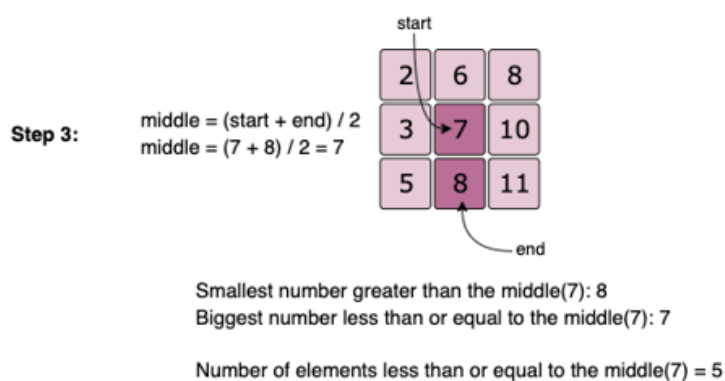 start
2 6 8
Step 3:
middle = (start + end) / 2
middle = (7 + 8) / 2 = 7
3 7 10
5 8 11
end
Smallest number greater than the middle(7): 8
Biggest number less than or equal to the middle(7): 7
Number of elements less than or equal to the middle(7) = 5